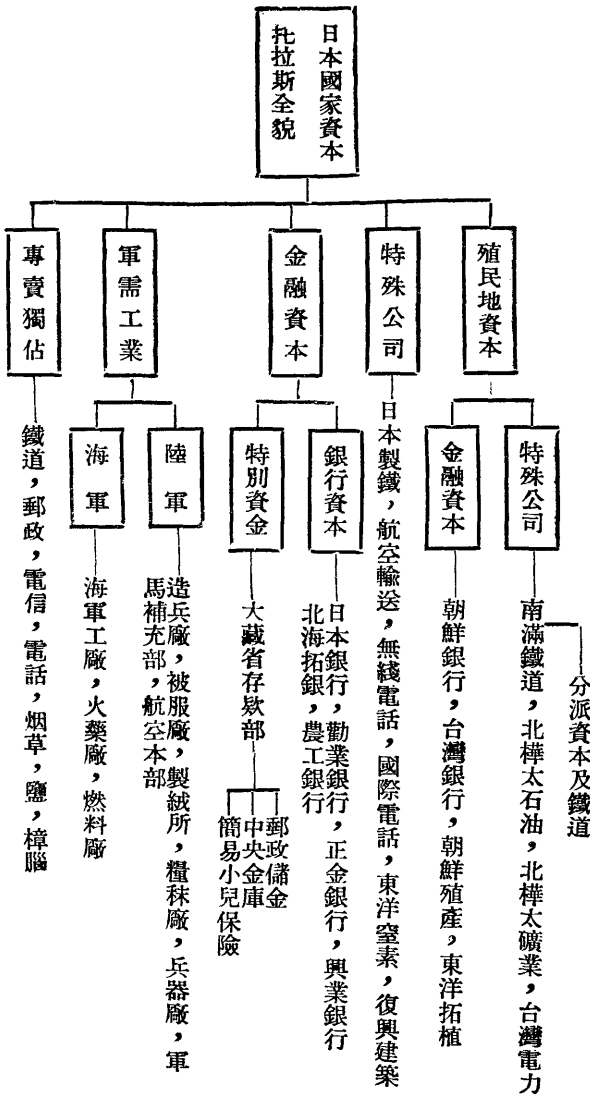 日本國家資本
托拉斯全貌
殖民地資本
特殊公司
南滿鐵道，北樺太石油，北樺太礦業，台灣電力
分派資本及鐵道
金融資本
朝鮮銀行，台灣銀行，朝鮮殖產，東洋拓植
特殊公司
日本製鐵，航空輸送，無綫電話，國際電話，東洋窒素，復興建築
金融資本
銀行資本
日本銀行，勸業銀行，正金銀行，興業銀行
北海拓銀，農工銀行
特別資金
大藏省存欵部
郵政儲金
中央金庫
簡易小兒保險
軍需工業
陸軍
造兵廠，被服廠，製絨所，糧秣廠，兵器廠，軍
馬補充部，航空本部
海軍
海軍工廠，火藥廠，燃料廠
專賣獨佔
鐵道，郵政，電信，電話，烟草，鹽，樟腦